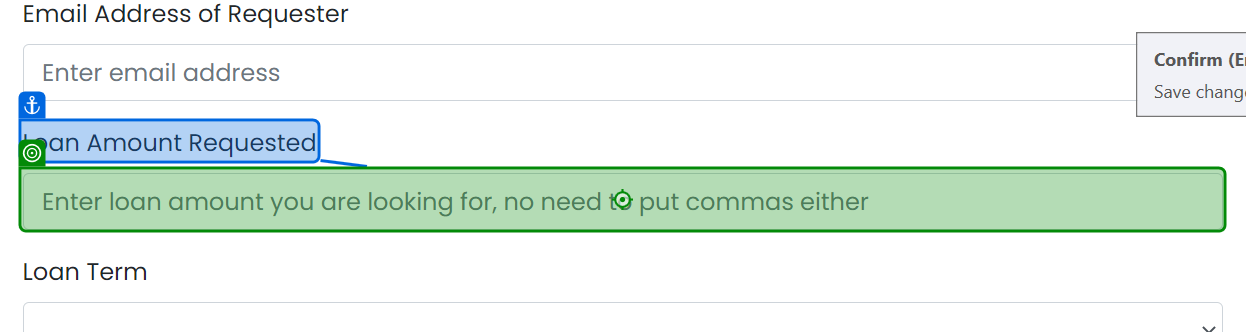 Email Address of Requester
Enter email address
Confirm (E
Save chang
Loan Amount Requested
Enter loan amount you are looking for, no need to put commas either
Loan Term